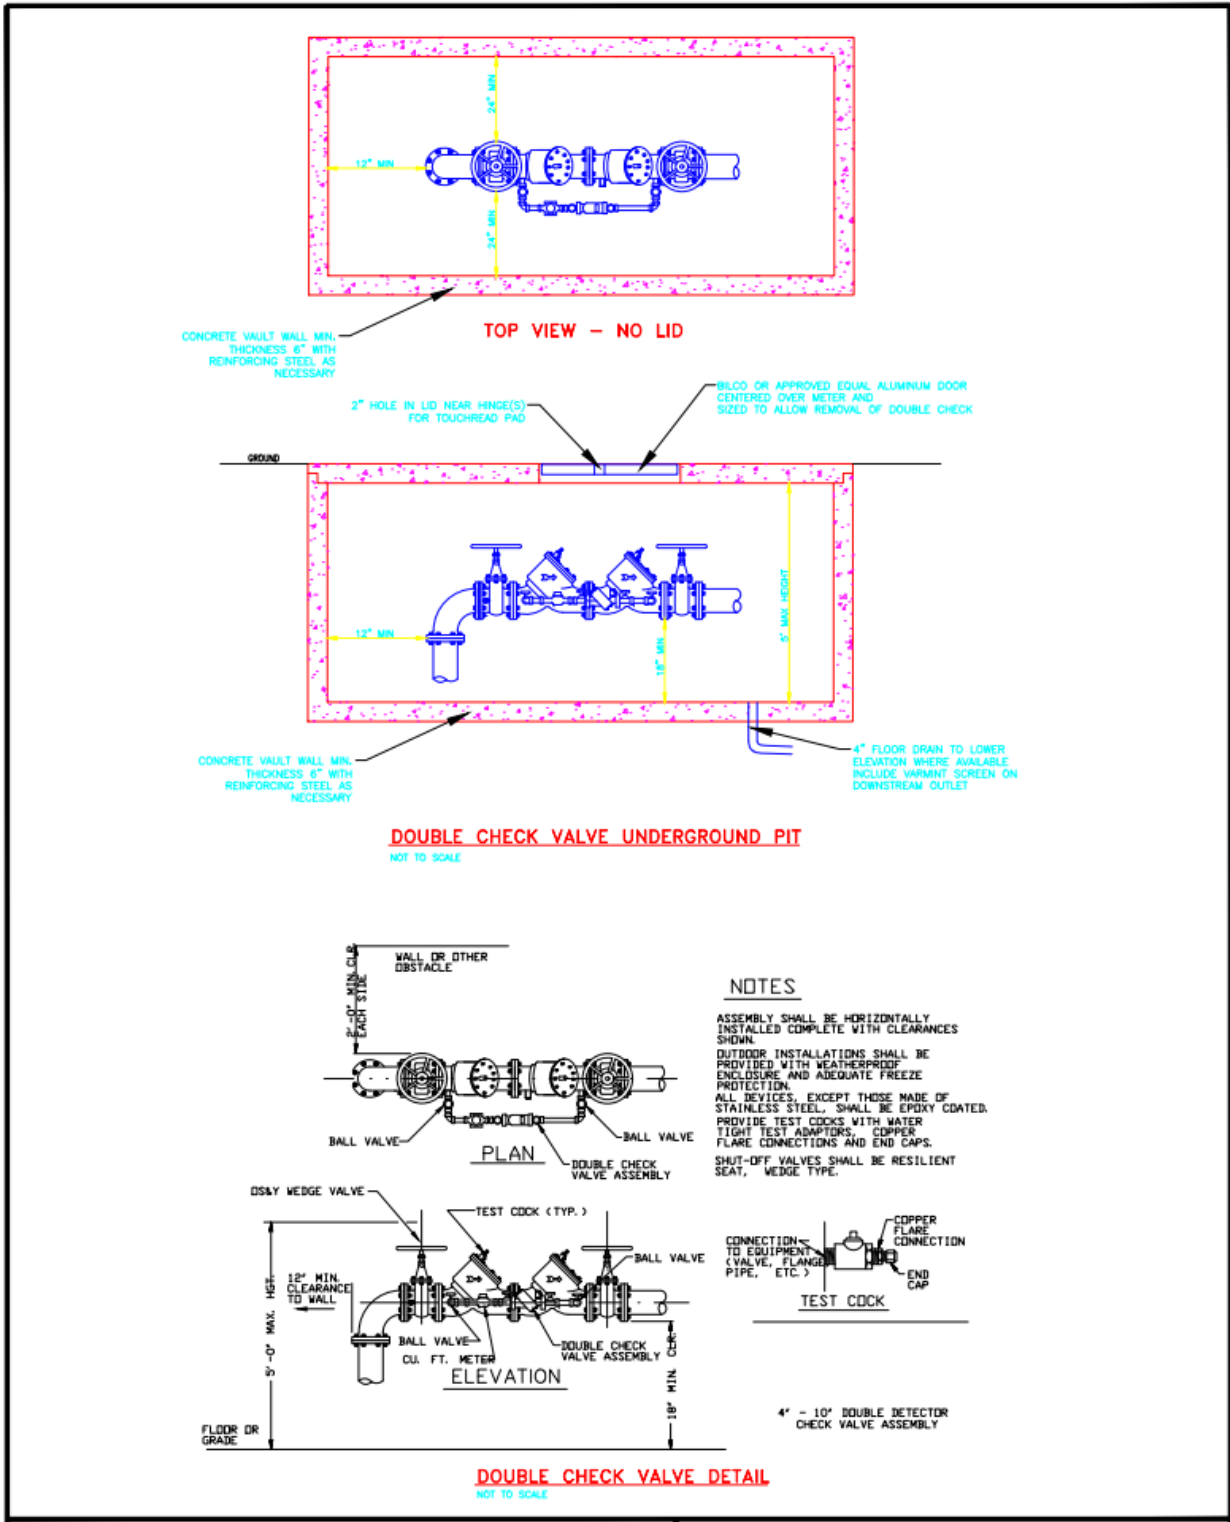 24" MIN
12" MIN
24" MIN
CONCRETE VAULT WALL MIN.
THICKNESS 6" WITH
REINFORCING STEEL AS
NECESSARY
TOP VIEW – NO LID
2" HOLE IN LID NEAR HINGE(S)
FOR TOUCHREAD PAD
BILCO OR APPROVED EQUAL ALUMINUM DOOR
CENTERED OVER METER AND
SIZED TO ALLOW REMOVAL OF DOUBLE CHECK
GROUND
12" MIN
18" MIN
5' MAX HEIGHT
CONCRETE VAULT WALL MIN.
THICKNESS 6" WITH
REINFORCING STEEL AS
NECESSARY
4" FLOOR DRAIN TO LOWER
ELEVATION WHERE AVAILABLE
INCLUDE VARMINT SCREEN ON
DOWNSTREAM OUTLET
DOUBLE CHECK VALVE UNDERGROUND PIT
NOT TO SCALE
2'-0" MIN. CLR.
EACH SIDE
WALL OR OTHER
OBSTACLE
BALL VALVE
BALL VALVE
PLAN
DOUBLE CHECK
VALVE ASSEMBLY
NOTES
ASSEMBLY SHALL BE HORIZONTALLY
INSTALLED COMPLETE WITH CLEARANCES
SHOWN.
OUTDOOR INSTALLATIONS SHALL BE
PROVIDED WITH WEATHERPROOF
ENCLOSURE AND ADEQUATE FREEZE
PROTECTION.
ALL DEVICES, EXCEPT THOSE MADE OF
STAINLESS STEEL, SHALL BE EPOXY COATED.
PROVIDE TEST COCKS WITH WATER
TIGHT TEST ADAPTORS, COPPER
FLARE CONNECTIONS AND END CAPS.
SHUT-OFF VALVES SHALL BE RESILIENT
SEAT, WEDGE TYPE.
OS&Y WEDGE VALVE
TEST COCK (TYP.)
BALL VALVE
12" MIN.
CLEARANCE
TO WALL
5'-0" MAX. HGT.
BALL VALVE
CU. FT. METER
DOUBLE CHECK
VALVE ASSEMBLY
18" MIN. CLR.
ELEVATION
FLOOR OR
GRADE
CONNECTION
TO EQUIPMENT
(VALVE, FLANGE
PIPE, ETC.)
COPPER
FLARE
CONNECTION
END
CAP
TEST COCK
4" - 10" DOUBLE DETECTOR
CHECK VALVE ASSEMBLY
DOUBLE CHECK VALVE DETAIL
NOT TO SCALE